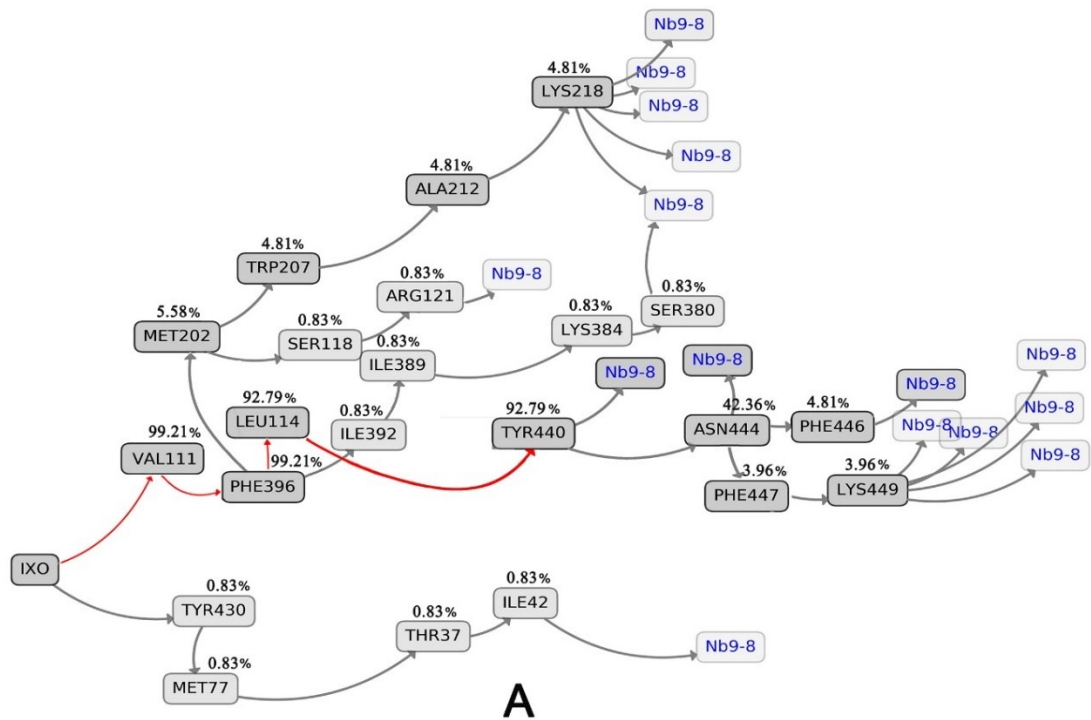 Nb9-8
4.81%
Nb9-8
LYS218
Nb9-8
Nb9-8
4.81%
ALA212
Nb9-8
4.81%
TRP207
0.83%
Nb9-8
ARG121
0.83%
SER380
5.58%
MET202
0.83%
SER118
0.83%
ILE389
0.83%
LYS384
Nb9-8
Nb9-8
Nb9-8
92.79%
LEU114
0.83%
ILE392
92.79%
TYR440
42.36%
ASN444
4.81%
PHE446
Nb9-8
Nb9-8
Nb9-8
Nb9-8
99.21%
VAL111
99.21%
PHE396
3.96%
PHE447
3.96%
LYS449
Nb9-8
IXO
0.83%
TYR430
0.83%
MET77
0.83%
THR37
0.83%
ILE42
Nb9-8
A